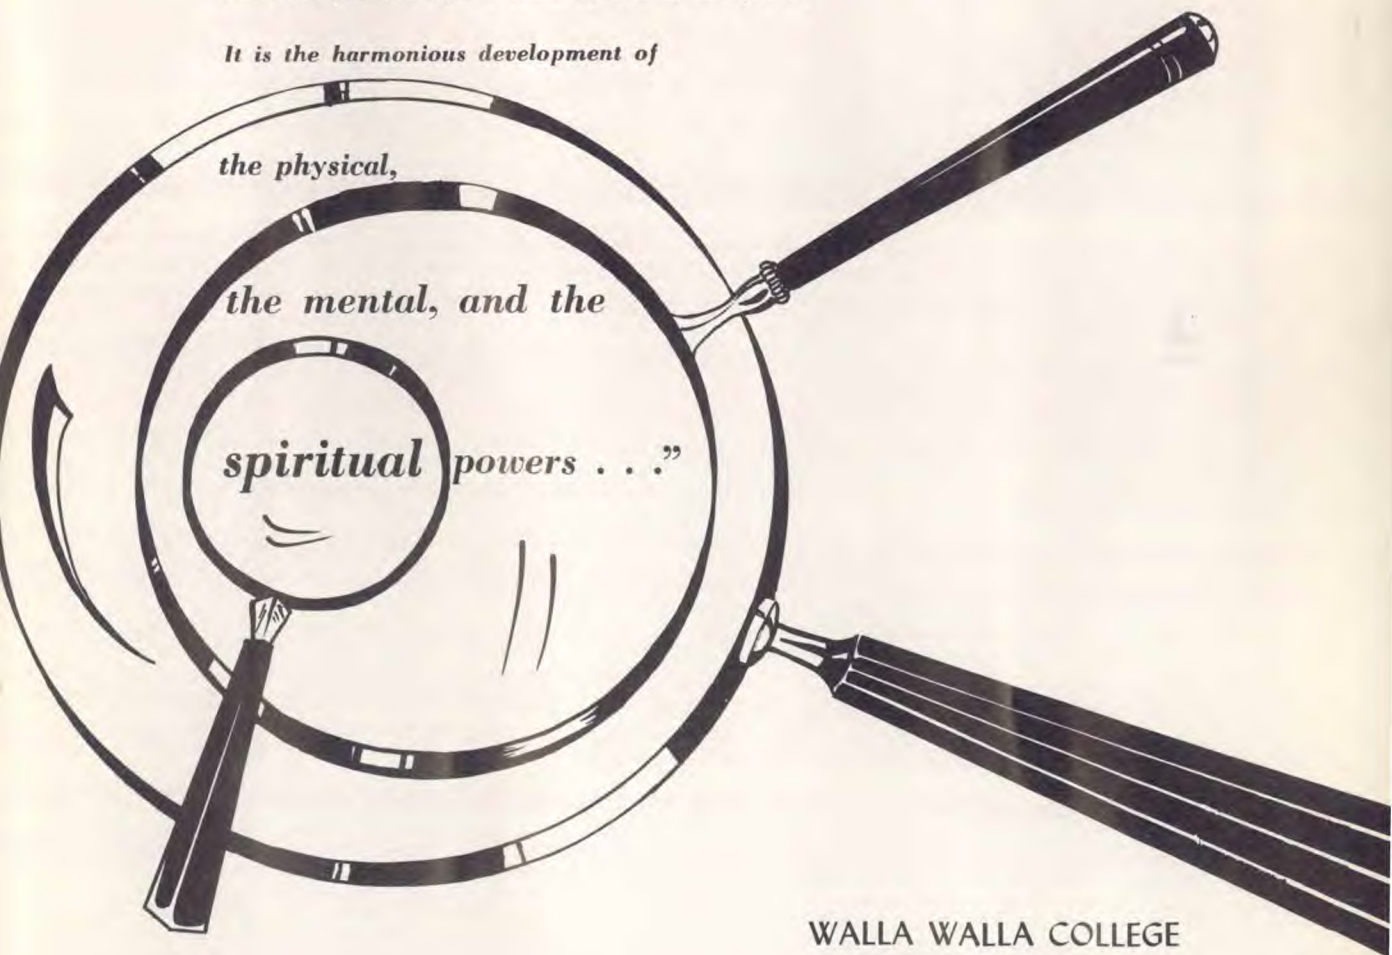 It is the harmonious development of
the physical,
the mental, and the
spiritual powers . . .”
WALLA WALLA COLLEGE